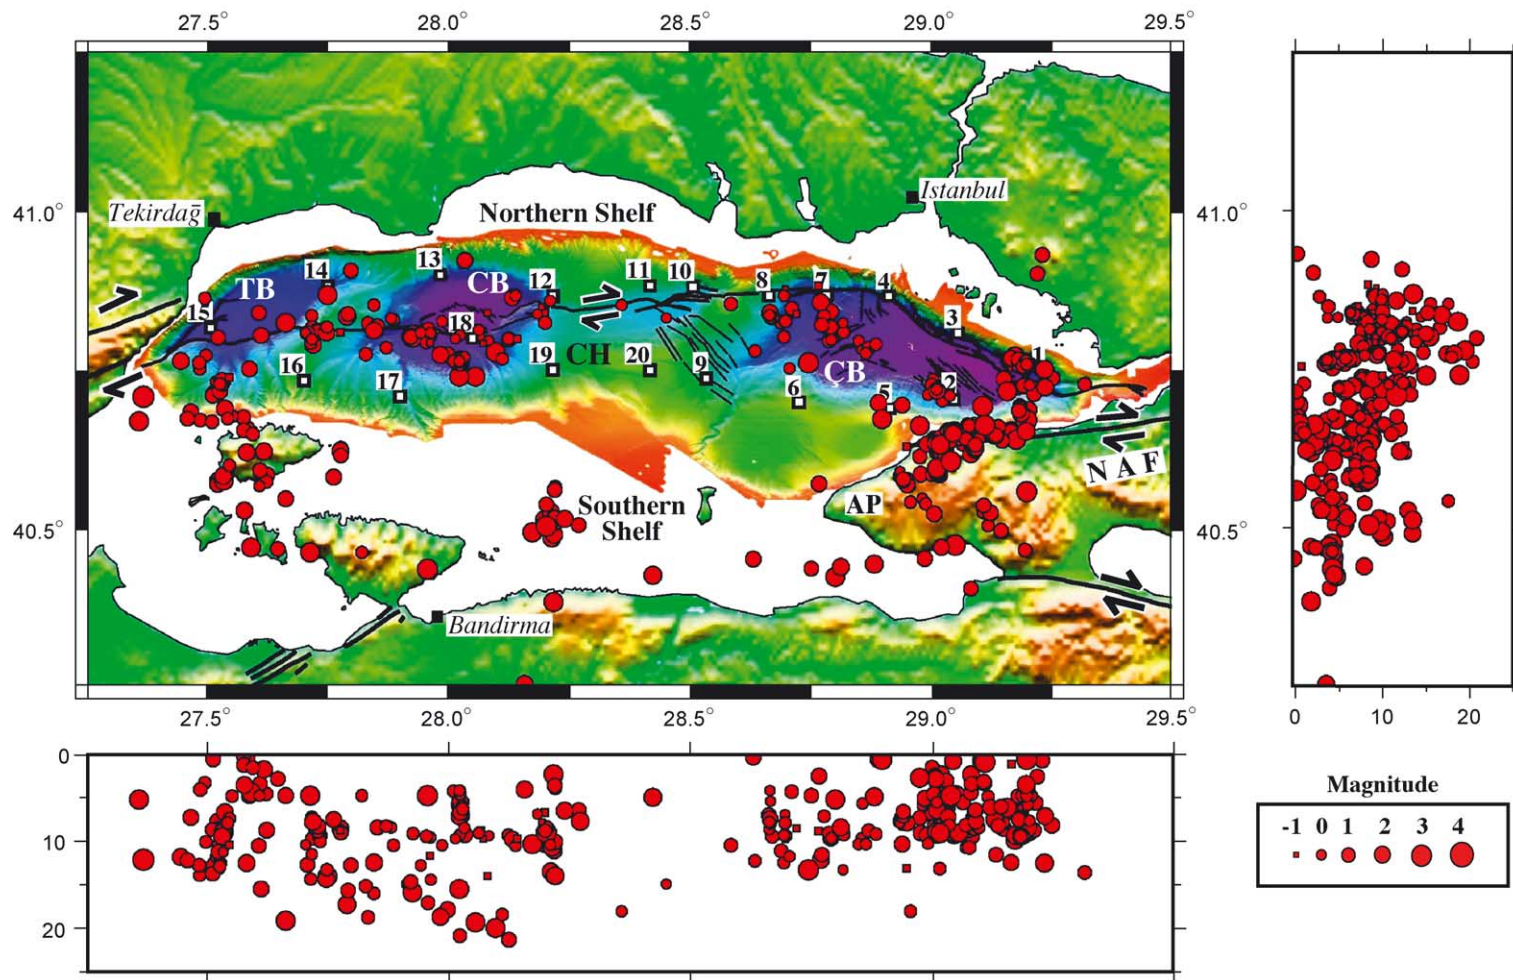 27.5° 28.0° 28.5° 29.0° 29.5°
41.0° 41.0°
40.5° 40.5°
Istanbul
Tekirdağ
Northern Shelf
14 13 12 11 10 8 7 4
TB ÇB
15 18 3
16 17 19 CH 20 9 6 ÇB 5 2 1
N A F
Southern
Shelf
AP
Bandirma
27.5° 28.0° 28.5° 29.0° 29.5°
0 10 20
0
10
20
Magnitude
-1 0 1 2 3 4